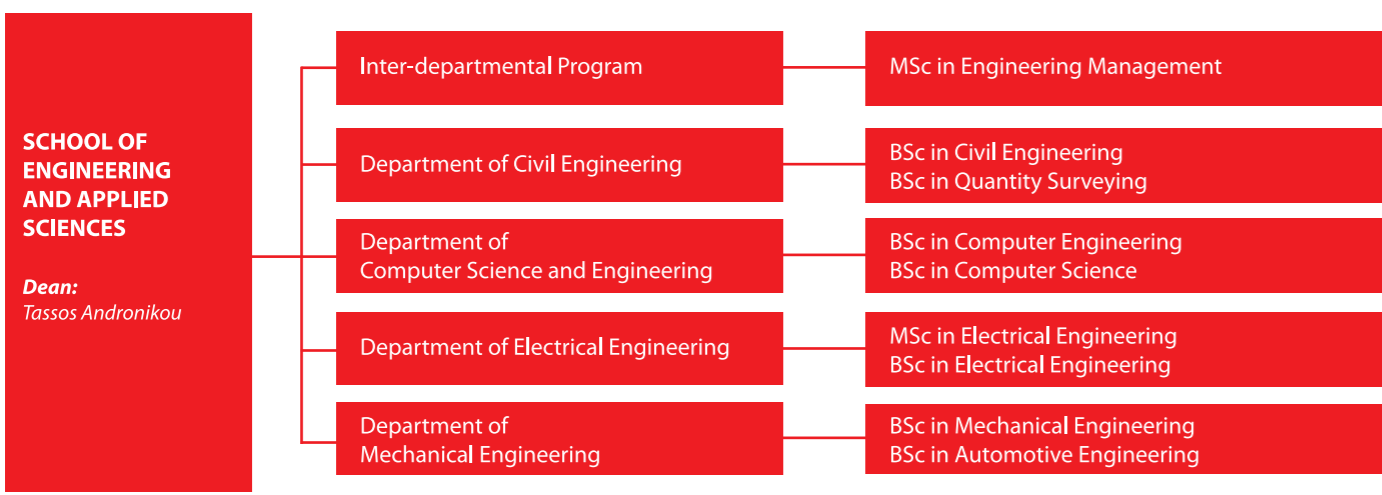 SCHOOL OF
ENGINEERING
AND APPLIED
SCIENCES
Dean:
Tassos Andronikou
Inter-departmental Program
MSc in Engineering Management
Department of Civil Engineering
BSc in Civil Engineering
BSc in Quantity Surveying
Department of
Computer Science and Engineering
BSc in Computer Engineering
BSc in Computer Science
Department of Electrical Engineering
MSc in Electrical Engineering
BSc in Electrical Engineering
Department of
Mechanical Engineering
BSc in Mechanical Engineering
BSc in Automotive Engineering